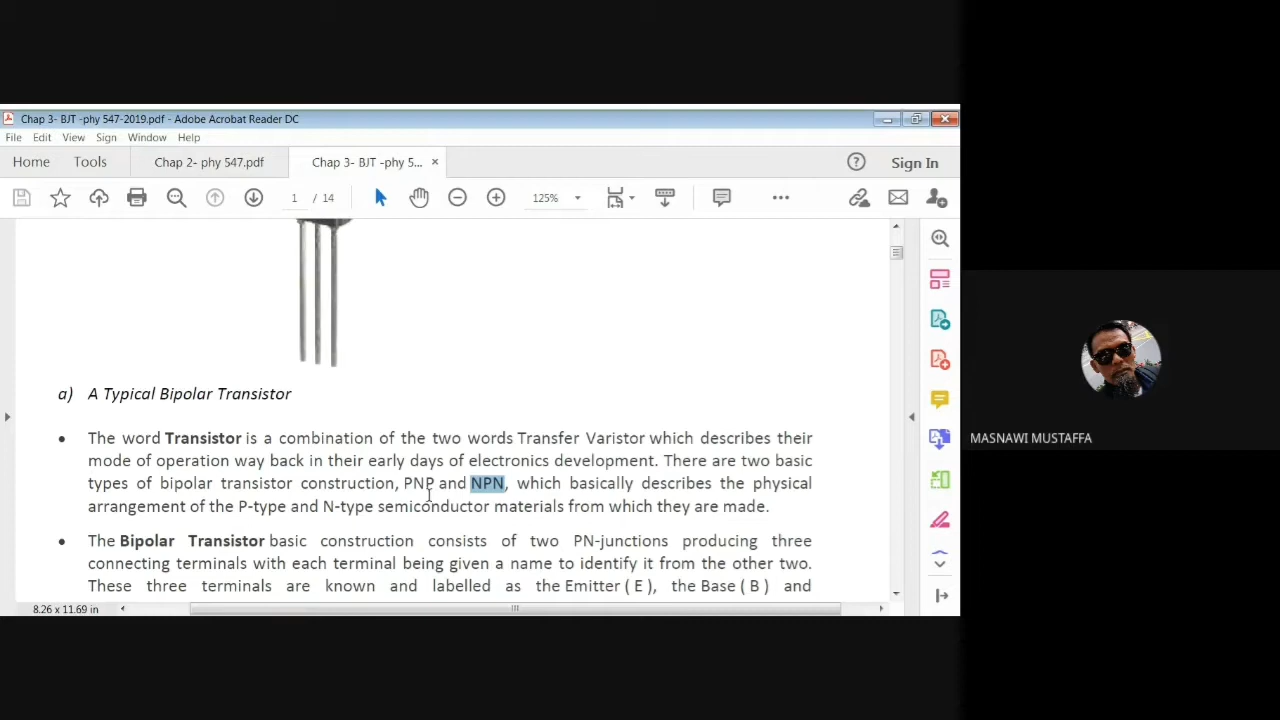 Chap 3- BJT -phy 547-2019.pdf - Adobe Acrobat Reader DC
File Edit View Sign Window Help
Home Tools Chap 2- phy 547.pdf Chap 3- BJT -phy 5... × ? Sign In
1 / 14 125%
a) A Typical Bipolar Transistor
• The word Transistor is a combination of the two words Transfer Varistor which describes their
mode of operation way back in their early days of electronics development. There are two basic
types of bipolar transistor construction, PNP and NPN, which basically describes the physical
arrangement of the P-type and N-type semiconductor materials from which they are made.
• The Bipolar Transistor basic construction consists of two PN-junctions producing three
connecting terminals with each terminal being given a name to identify it from the other two.
These three terminals are known and labelled as the Emitter ( E ), the Base ( B ) and
8.26 x 11.69 in
MASNAWI MUSTAFFA